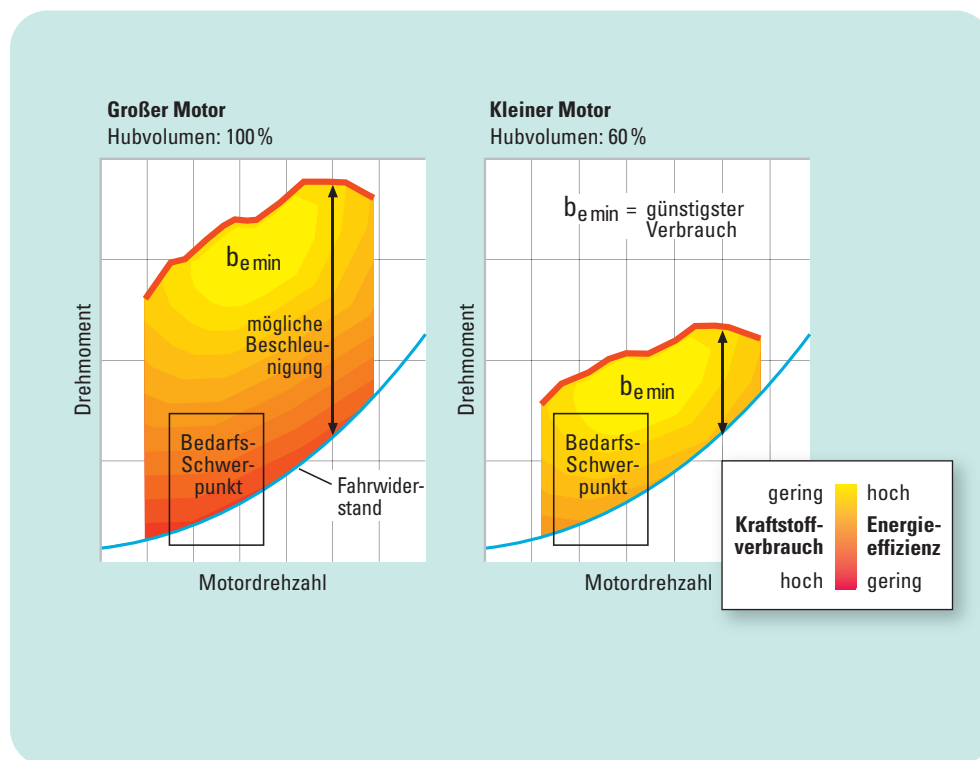 Großer Motor
Hubvolumen: 100 %
Drehmoment
be min
mögliche
Beschleu-
nigung
Bedarfs-
Schwer-
punkt
Fahrwider-
stand
Motordrehzahl
Kleiner Motor
Hubvolumen: 60 %
be min = günstigster
Verbrauch
Drehmoment
be min
Bedarfs-
Schwer-
punkt
Motordrehzahl
gering hoch
Kraftstoff- Energie-
verbrauch effizienz
hoch gering